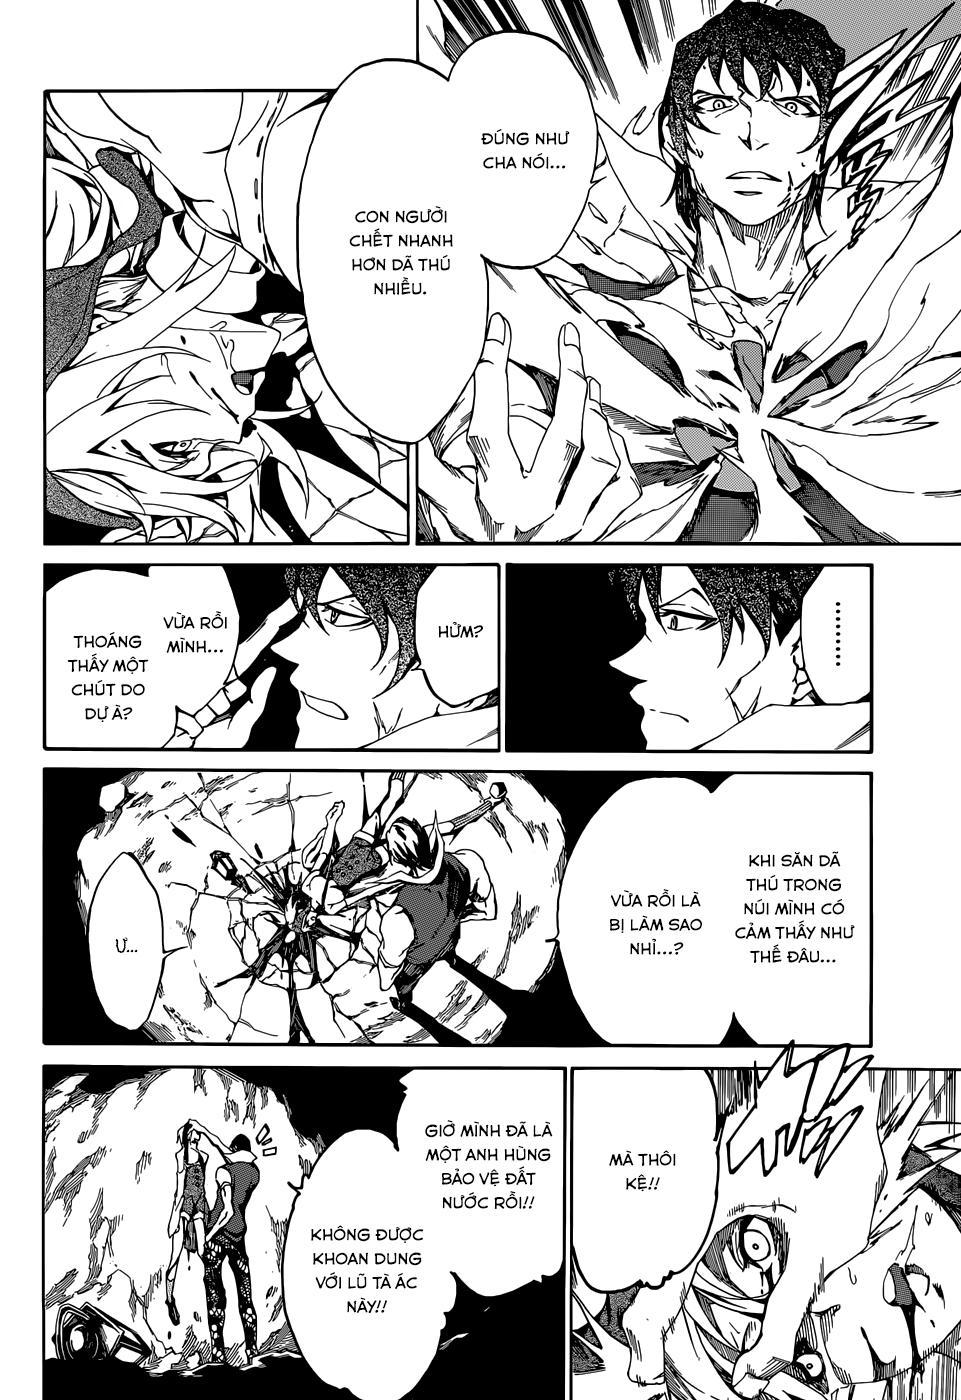 ĐÚNG NHƯ
CHA NÓI...
CON NGƯỜI
CHẾT NHANH
HƠN DÃ THÚ
NHIỀU.
.........
HỬM?
VỪA RỒI
MÌNH...
THOÁNG
THẤY MỘT
CHÚT DO
DỰ À?
KHI SĂN DÃ
THÚ TRONG
NÚI MÌNH CÓ
CẢM THẤY NHƯ
THẾ ĐÂU...
VỪA RỒI LÀ
BỊ LÀM SAO
NHỈ...?
Ư...
MÀ THÔI
KỆ!!
GIỜ MÌNH ĐÃ LÀ
MỘT ANH HÙNG
BẢO VỆ ĐẤT
NƯỚC RỒI!!
KHÔNG ĐƯỢC
KHOAN DUNG
VỚI LŨ TÀ ÁC
NÀY!!